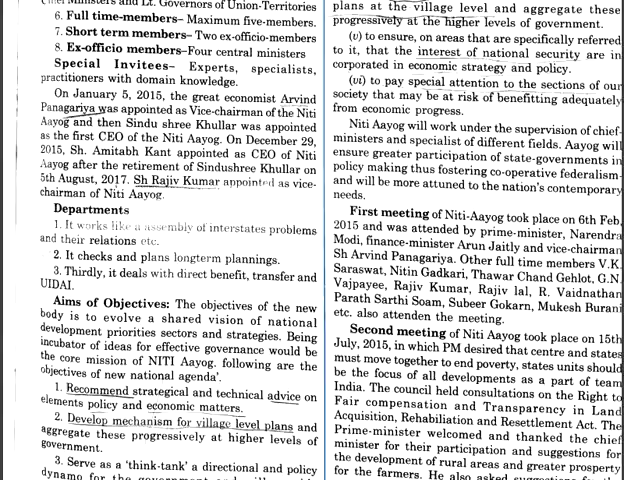 Chief Ministers and Lt. Governors of Union-Territories
6. Full time-members– Maximum five-members.
7. Short term members– Two ex-officio-members
8. Ex-officio members–Four central ministers
Special Invitees– Experts, specialists,
practitioners with domain knowledge.
On January 5, 2015, the great economist Arvind
Panagariya was appointed as Vice-chairman of the Niti
Aayog and then Sindu shree Khullar was appointed
as the first CEO of the Niti Aayog. On December 29,
2015, Sh. Amitabh Kant appointed as CEO of Niti
Aayog after the retirement of Sindushree Khullar on
5th August, 2017. Sh Rajiv Kumar appointed as vice-
chairman of Niti Aayog.
Departments
1. It works like a assembly of interstates problems
and their relations etc.
2. It checks and plans longterm plannings.
3. Thirdly, it deals with direct benefit, transfer and
UIDAI.
Aims of Objectives: The objectives of the new
body is to evolve a shared vision of national
development priorities sectors and strategies. Being
incubator of ideas for effective governance would be
the core mission of NITI Aayog. following are the
objectives of new national agenda'.
1. Recommend strategical and technical advice on
elements policy and economic matters.
2. Develop mechanism for village level plans and
aggregate these progressively at higher levels of
government.
3. Serve as a 'think-tank' a directional and policy
dynamo for the government and
plans at the village level and aggregate these
progressively at the higher levels of government.
(v) to ensure, on areas that are specifically referred
to it, that the interest of national security are in
corporated in economic strategy and policy.
(vi) to pay special attention to the sections of our
society that may be at risk of benefitting adequately
from economic progress.
Niti Aayog will work under the supervision of chief-
ministers and specialist of different fields. Aayog will
ensure greater participation of state-governments in
policy making thus fostering co-operative federalism-
and will be more attuned to the nation's contemporary
needs.
First meeting of Niti-Aayog took place on 6th Feb,
2015 and was attended by prime-minister, Narendra
Modi, finance-minister Arun Jaitly and vice-chairman
Sh Arvind Panagariya. Other full time members V.K.
Saraswat, Nitin Gadkari, Thawar Chand Gehlot, G.N.
Vajpayee, Rajiv Kumar, Rajiv lal, R. Vaidnathan
Parath Sarthi Soam, Subeer Gokarn, Mukesh Burani
etc. also attenden the meeting.
Second meeting of Niti Aayog took place on 15th
July, 2015, in which PM desired that centre and states
must move together to end poverty, states units should
be the focus of all developments as a part of team
India. The council held consultations on the Right to
Fair compensation and Transparency in Land
Acquisition, Rehabiliation and Resettlement Act. The
Prime-minister welcomed and thanked the chief
minister for their participation and suggestions for
the development of rural areas and greater prosperty
for the farmers. He also asked suggestions